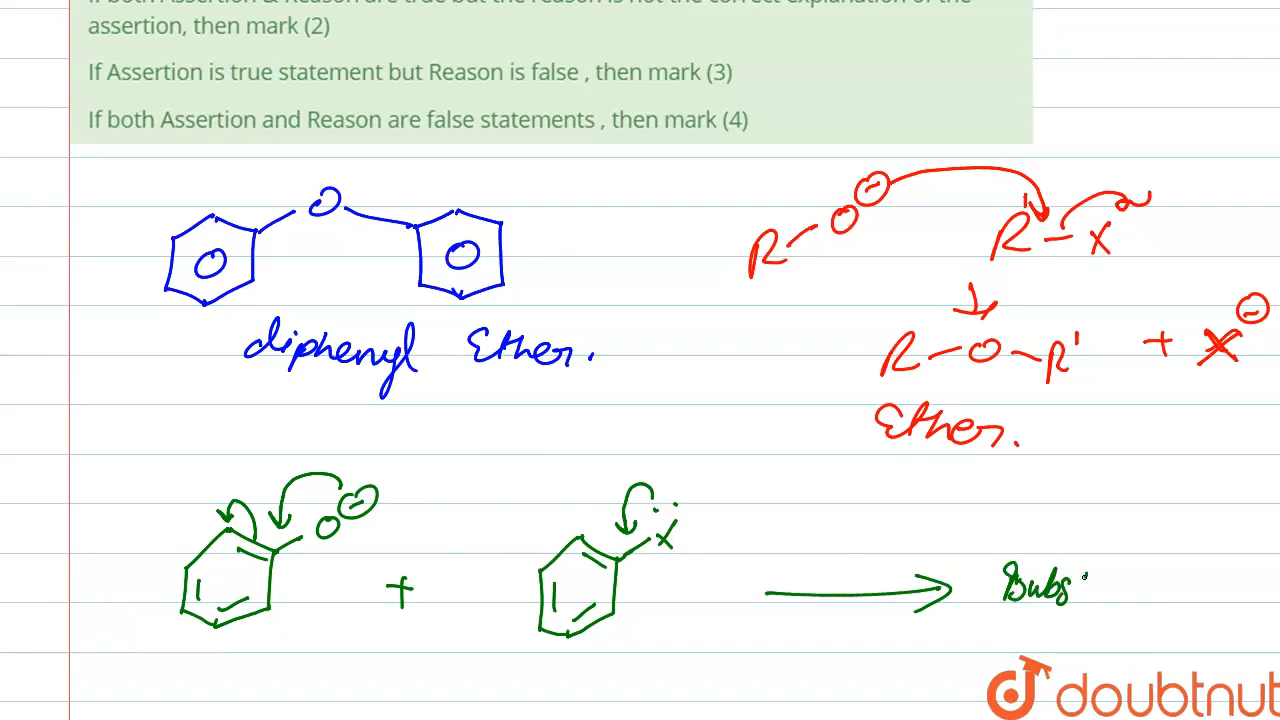 assertion, then mark (2)
If Assertion is true statement but Reason is false , then mark (3)
If both Assertion and Reason are false statements , then mark (4)
O
O
O
diphenyl Ether.
R O ⊖ R' X
R O R' + X ⊖
Ether.
O ⊖
+
X
Subs
doubtnut